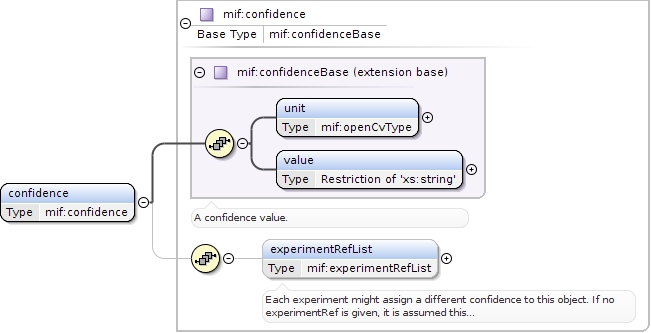 mif:confidence
Base Type mif:confidenceBase
mif:confidenceBase (extension base)
unit
Type mif:openCvType
value
Type Restriction of 'xs:string'
A confidence value.
confidence
Type mif:confidence
experimentRefList
Type mif:experimentRefList
Each experiment might assign a different confidence to this object. If no
experimentRef is given, it is assumed this...